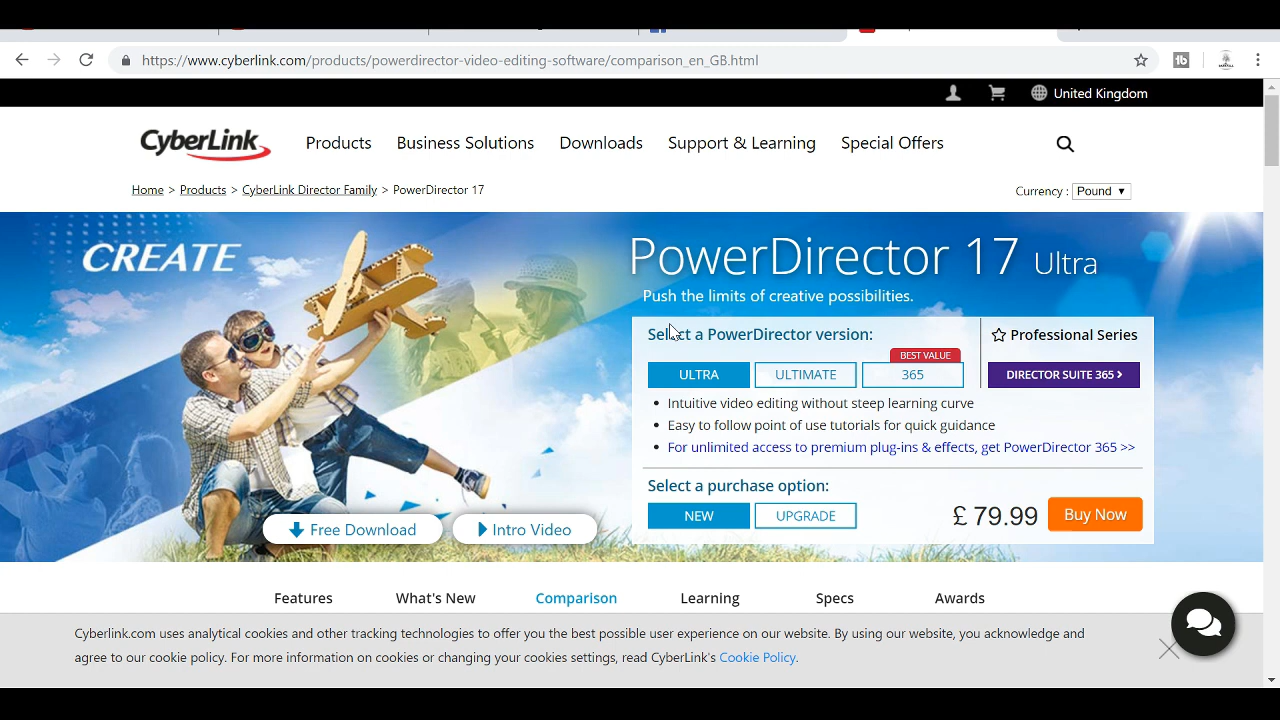 https://www.cyberlink.com/products/powerdirector-video-editing-software/comparison_en_GB.html
United Kingdom
CyberLink Products Business Solutions Downloads Support & Learning Special Offers
Home > Products > CyberLink Director Family > PowerDirector 17
Currency : Pound ▼
CREATE
PowerDirector 17 Ultra
Push the limits of creative possibilities.
Select a PowerDirector version:
Professional Series
BEST VALUE
ULTRA ULTIMATE 365 DIRECTOR SUITE 365 >
• Intuitive video editing without steep learning curve
• Easy to follow point of use tutorials for quick guidance
• For unlimited access to premium plug-ins & effects, get PowerDirector 365 >>
Select a purchase option:
NEW UPGRADE £ 79.99 Buy Now
Free Download Intro Video
Features What's New Comparison Learning Specs Awards
Cyberlink.com uses analytical cookies and other tracking technologies to offer you the best possible user experience on our website. By using our website, you acknowledge and
agree to our cookie policy. For more information on cookies or changing your cookies settings, read CyberLink's Cookie Policy.